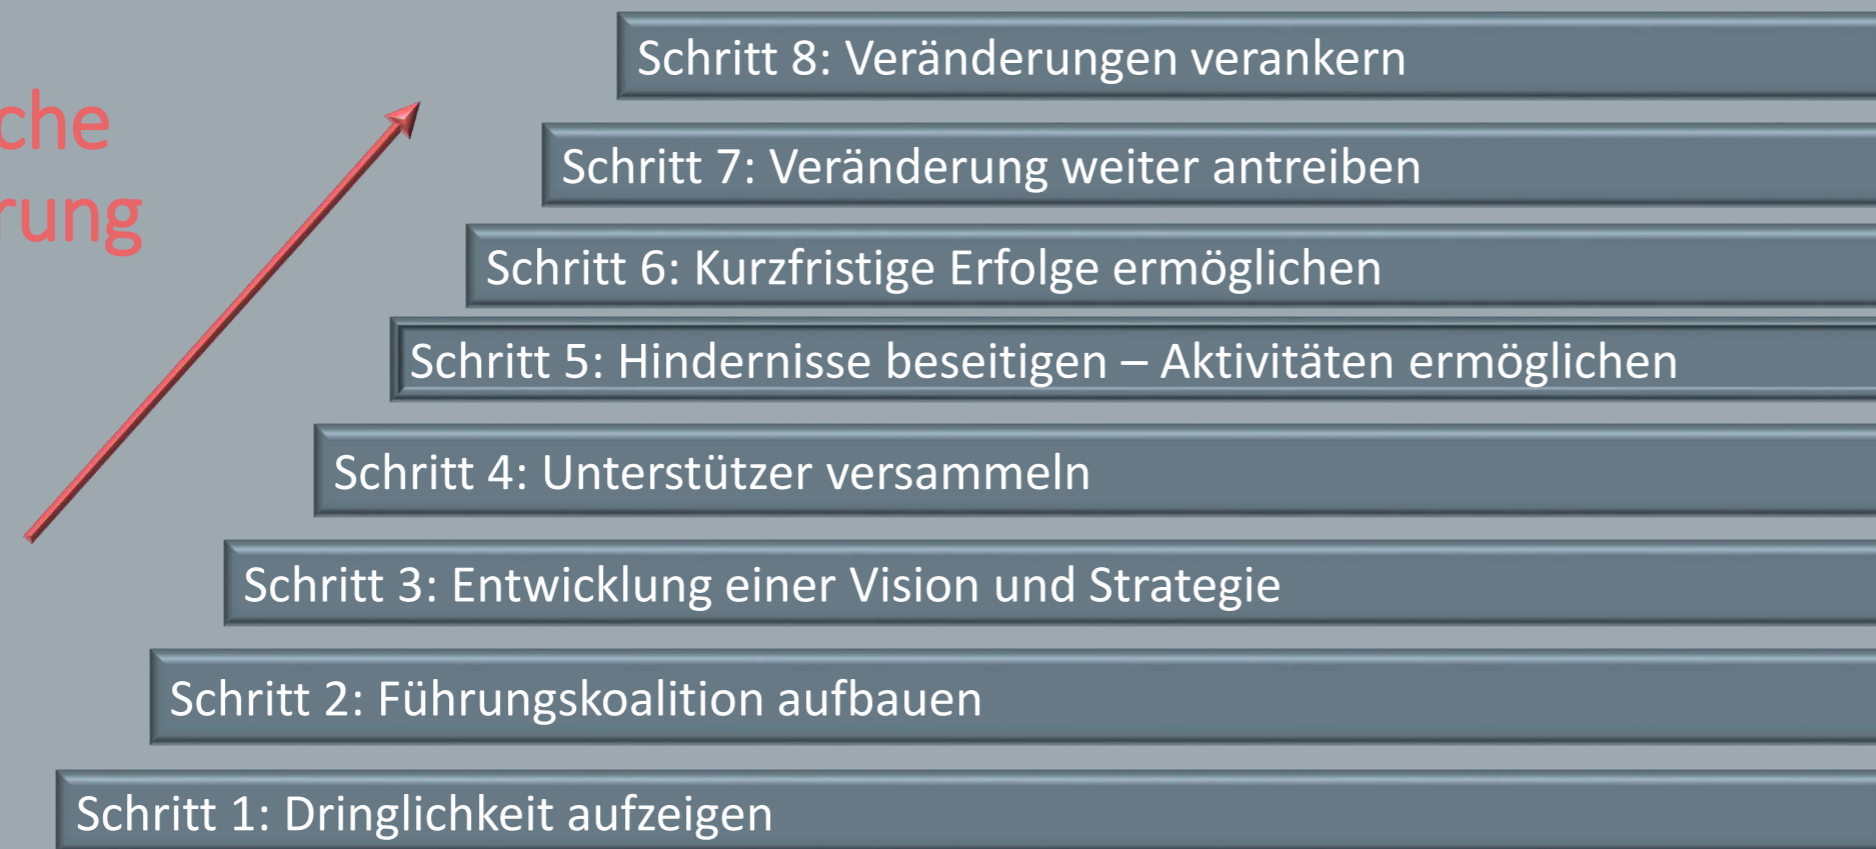 che
rung
Schritt 8: Veränderungen verankern
Schritt 7: Veränderung weiter antreiben
Schritt 6: Kurzfristige Erfolge ermöglichen
Schritt 5: Hindernisse beseitigen – Aktivitäten ermöglichen
Schritt 4: Unterstützer versammeln
Schritt 3: Entwicklung einer Vision und Strategie
Schritt 2: Führungskoalition aufbauen
Schritt 1: Dringlichkeit aufzeigen